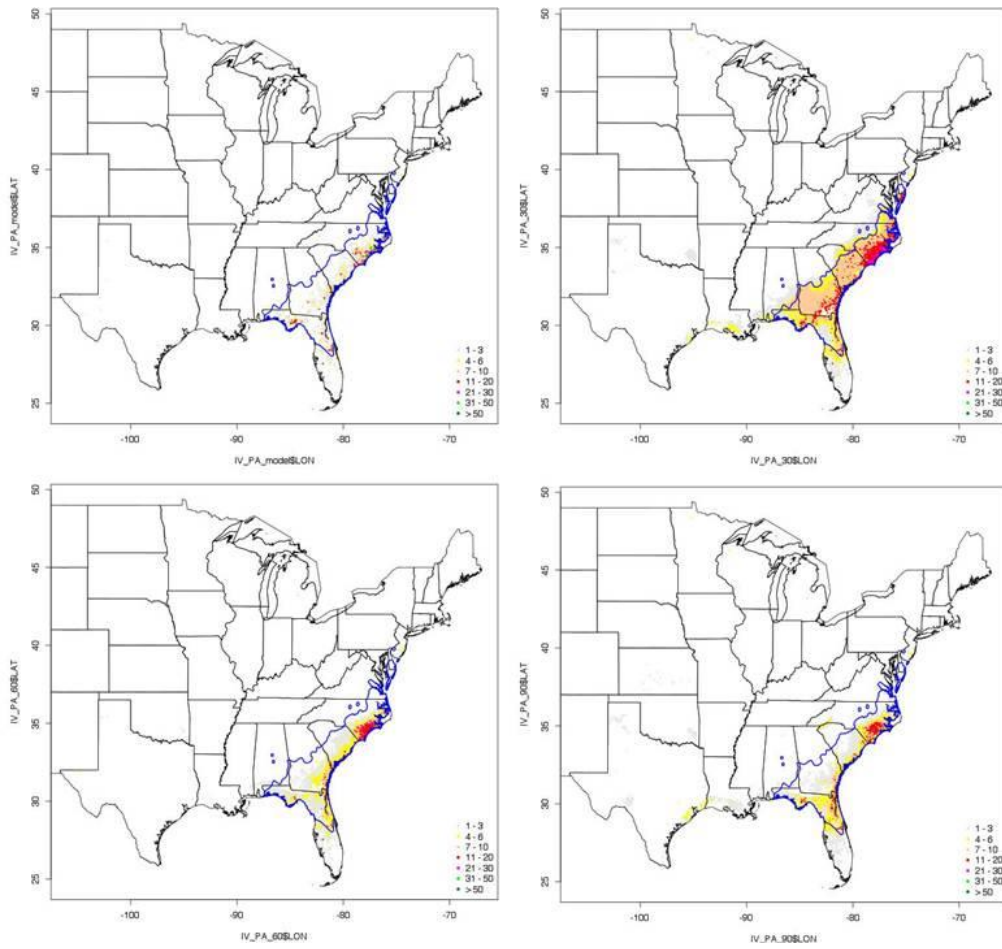 50
45
40
35
30
25
IV_PA_model$LAT
-100
-90
-80
-70
IV_PA_model$LON
1 - 3
4 - 6
7 - 10
11 - 20
21 - 30
31 - 50
> 50
50
45
40
35
30
25
IV_PA_30$LAT
-100
-90
-80
-70
IV_PA_30$LON
1 - 3
4 - 6
7 - 10
11 - 20
21 - 30
31 - 50
> 50
50
45
40
35
30
25
IV_PA_60$LAT
-100
-90
-80
-70
IV_PA_60$LON
1 - 3
4 - 6
7 - 10
11 - 20
21 - 30
31 - 50
> 50
50
45
40
35
30
25
IV_PA_90$LAT
-100
-90
-80
-70
IV_PA_90$LON
1 - 3
4 - 6
7 - 10
11 - 20
21 - 30
31 - 50
> 50